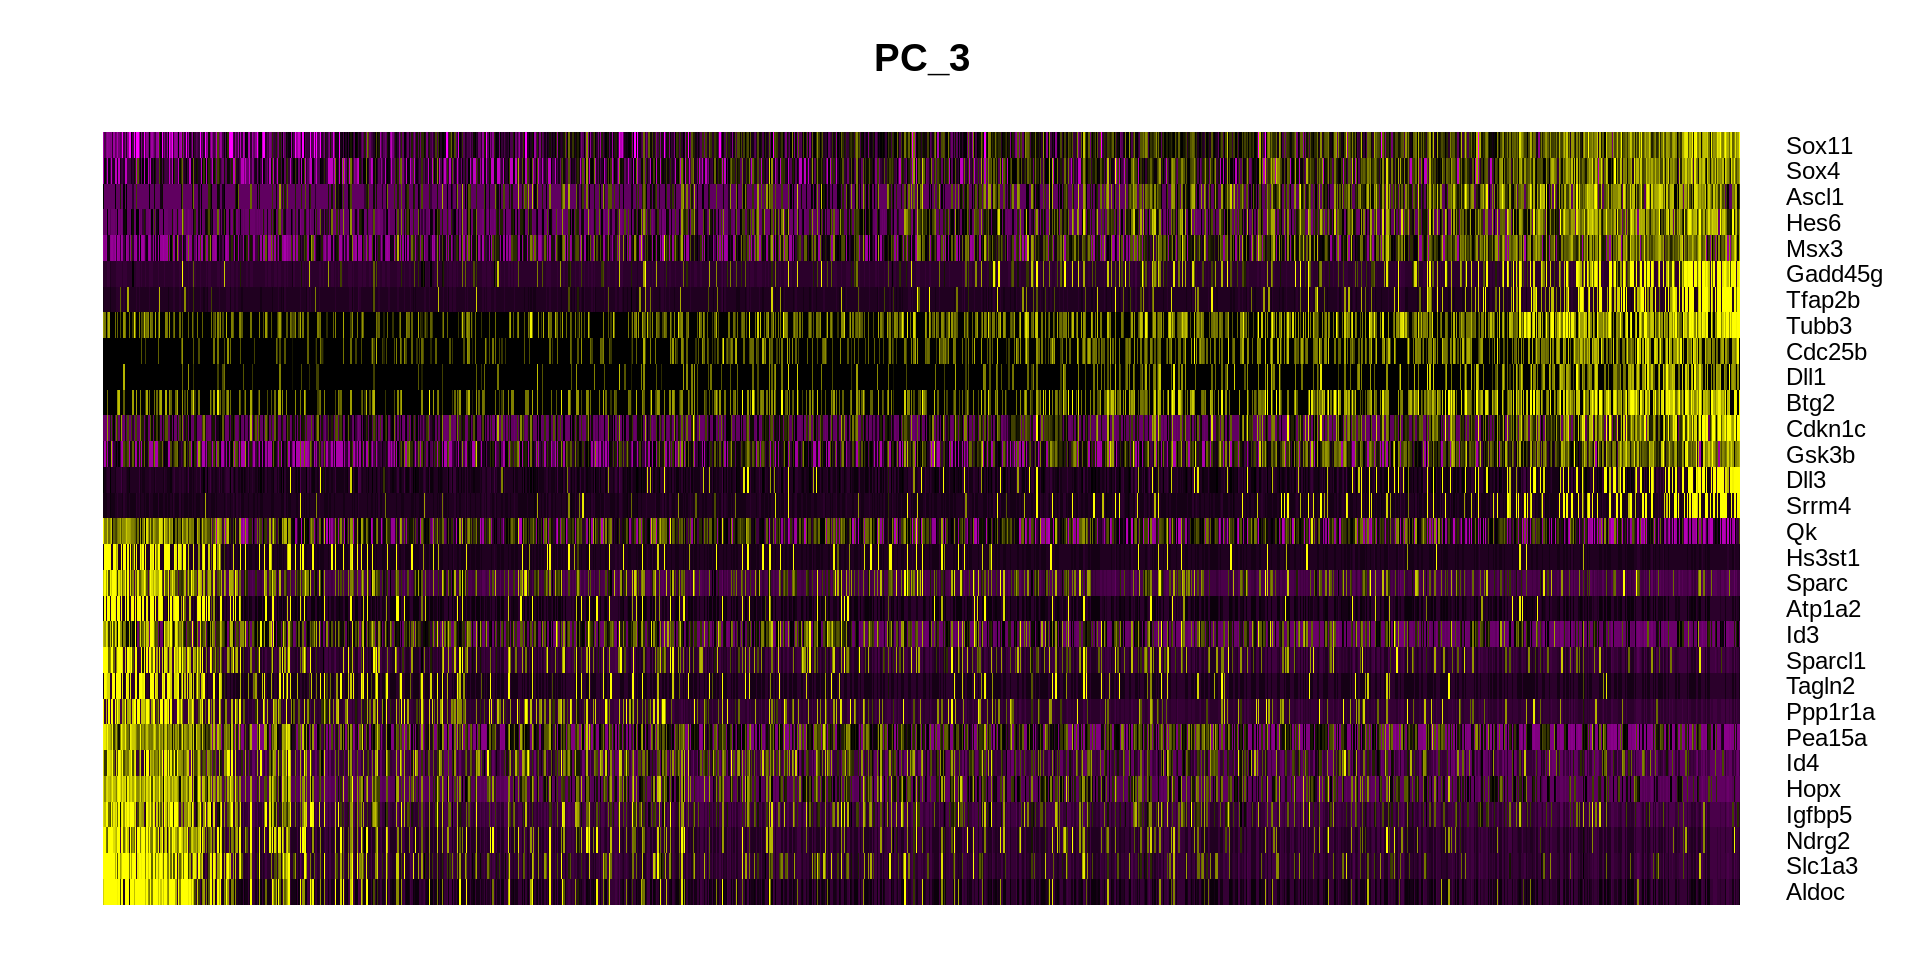 PC_3
Sox11
Sox4
Ascl1
Hes6
Msx3
Gadd45g
Tfap2b
Tubb3
Cdc25b
Dll1
Btg2
Cdkn1c
Gsk3b
Dll3
Srrm4
Qk
Hs3st1
Sparc
Atp1a2
Id3
Sparcl1
Tagln2
Ppp1r1a
Pea15a
Id4
Hopx
Igfbp5
Ndrg2
Slc1a3
Aldoc